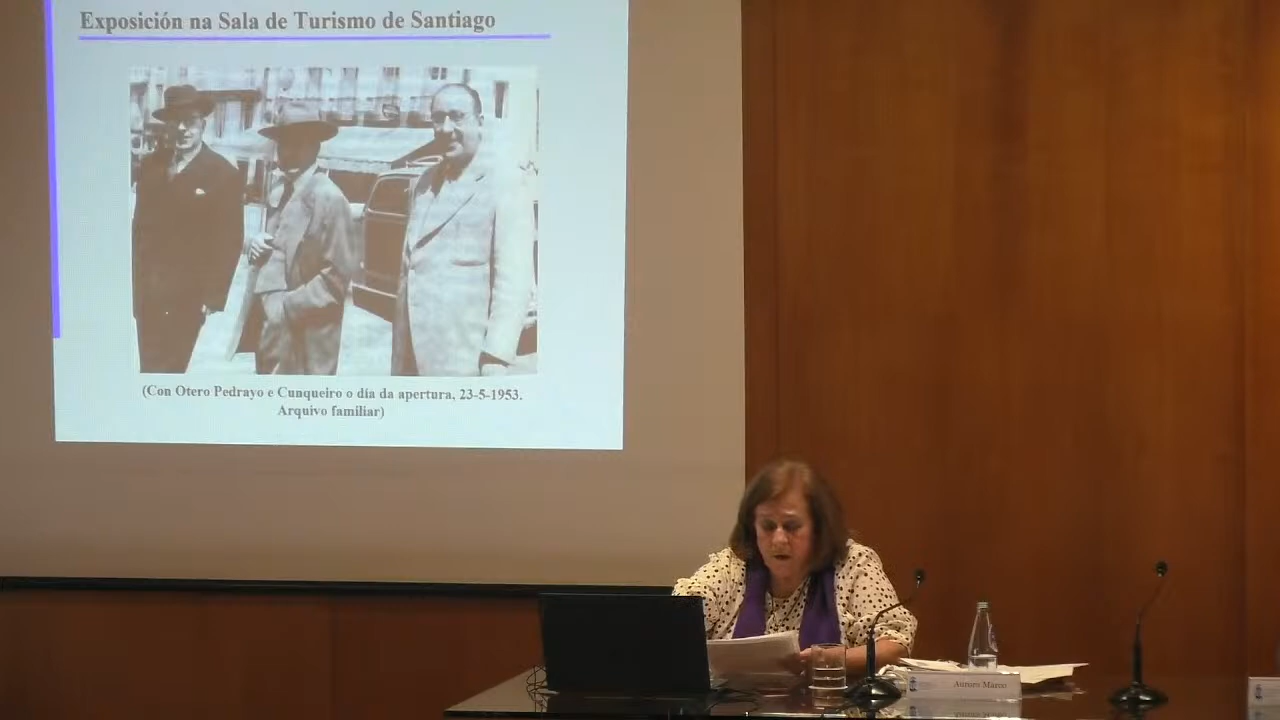 Exposición na Sala de Turismo de Santiago
(Con Otero Pedrayo e Cunqueiro o día da apertura, 23-5-1953.
Arquivo familiar)
Aurora Marco